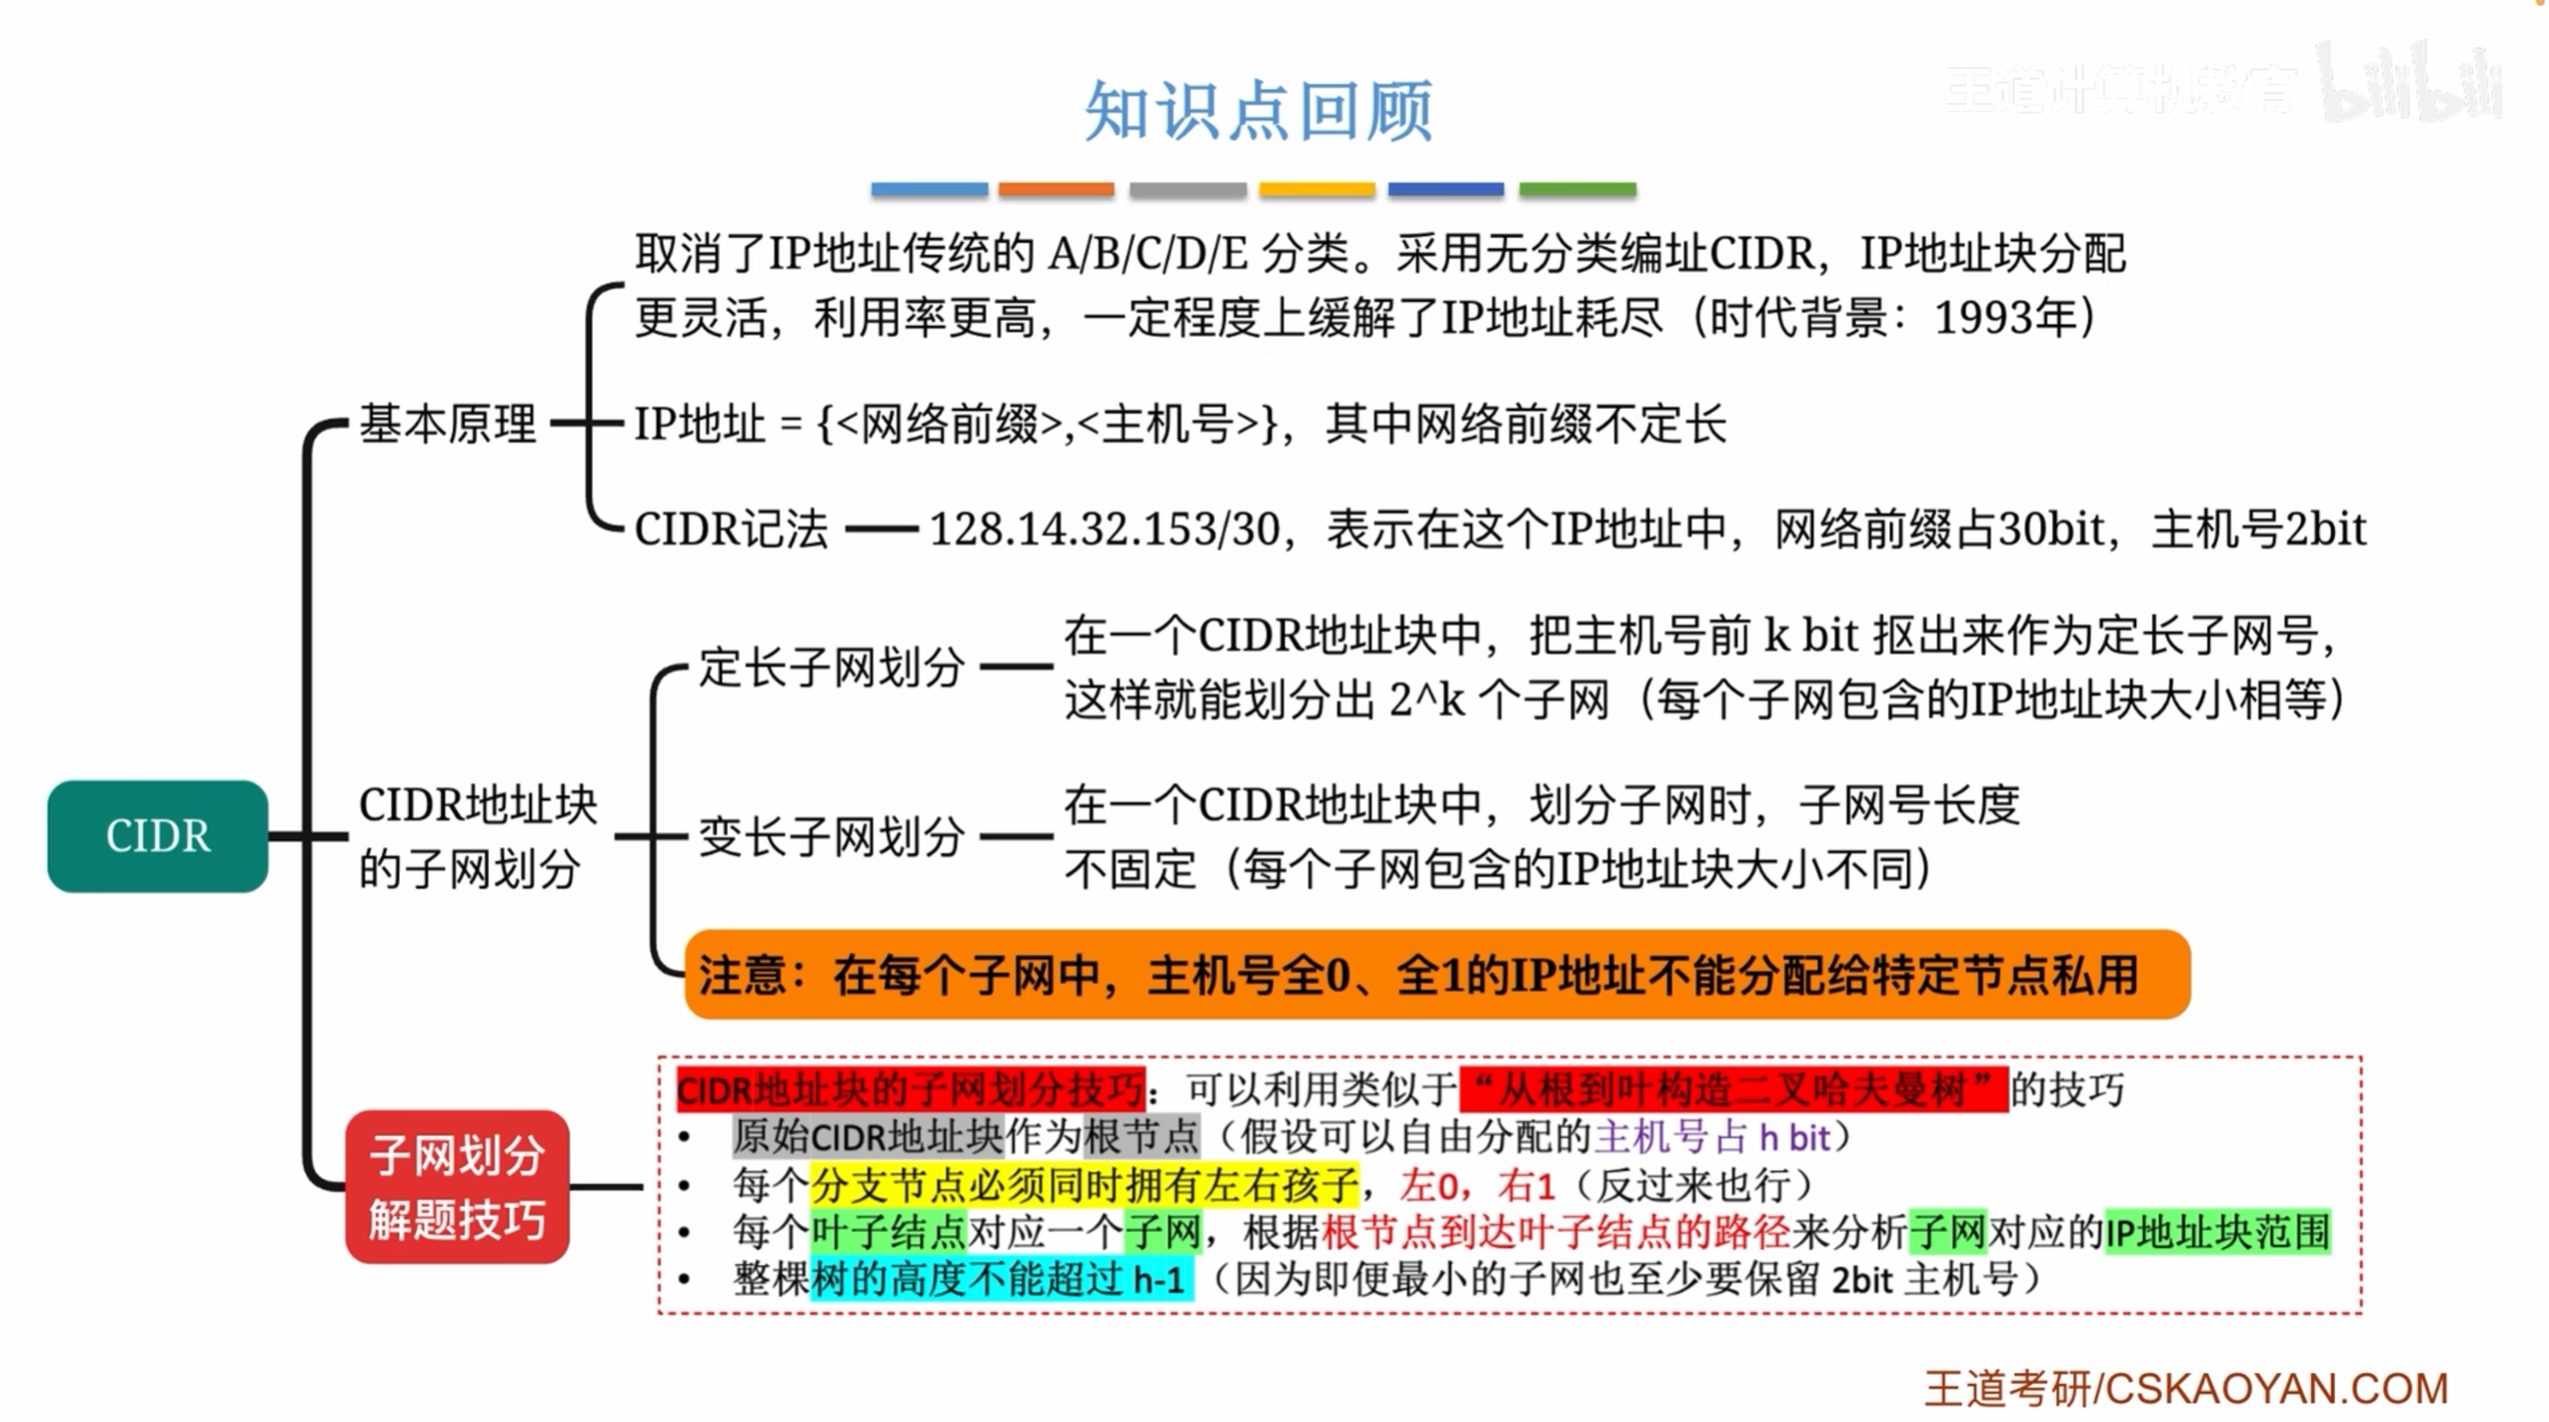 王道计算机教育 bilibili
知识点回顾
取消了IP地址传统的 A/B/C/D/E 分类。采用无分类编址CIDR，IP地址块分配
更灵活，利用率更高，一定程度上缓解了IP地址耗尽（时代背景：1993年）
基本原理
IP地址 = {<网络前缀>,<主机号>}，其中网络前缀不定长
CIDR记法
128.14.32.153/30，表示在这个IP地址中，网络前缀占30bit，主机号2bit
CIDR
CIDR地址块
的子网划分
定长子网划分
在一个CIDR地址块中，把主机号前 k bit 抠出来作为定长子网号，
这样就能划分出 2^k 个子网（每个子网包含的IP地址块大小相等）
变长子网划分
在一个CIDR地址块中，划分子网时，子网号长度
不固定（每个子网包含的IP地址块大小不同）
注意：在每个子网中，主机号全0、全1的IP地址不能分配给特定节点私用
子网划分
解题技巧
CIDR地址块的子网划分技巧：可以利用类似于“从根到叶构造二叉哈夫曼树”的技巧
• 原始CIDR地址块作为根节点（假设可以自由分配的主机号占 h bit）
• 每个分支节点必须同时拥有左右孩子，左0，右1（反过来也行）
• 每个叶子结点对应一个子网，根据根节点到达叶子结点的路径来分析子网对应的IP地址块范围
• 整棵树的高度不能超过 h-1（因为即便最小的子网也至少要保留 2bit 主机号）
王道考研/CSKAOYAN.COM